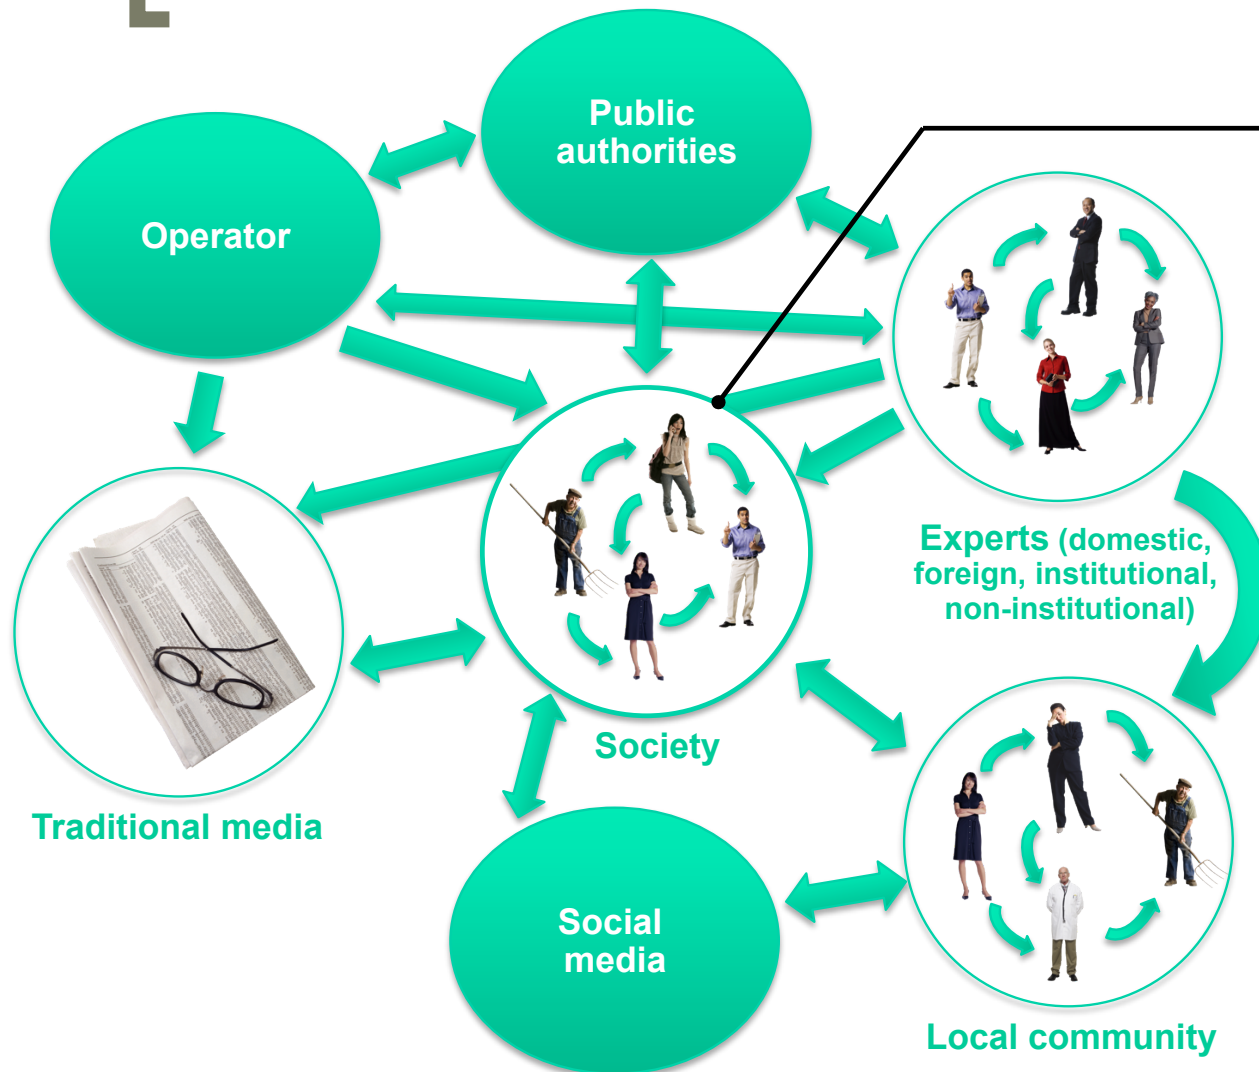 Public
authorities
Operator
Experts (domestic,
foreign, institutional,
non-institutional)
Society
Traditional media
Social
media
Local community